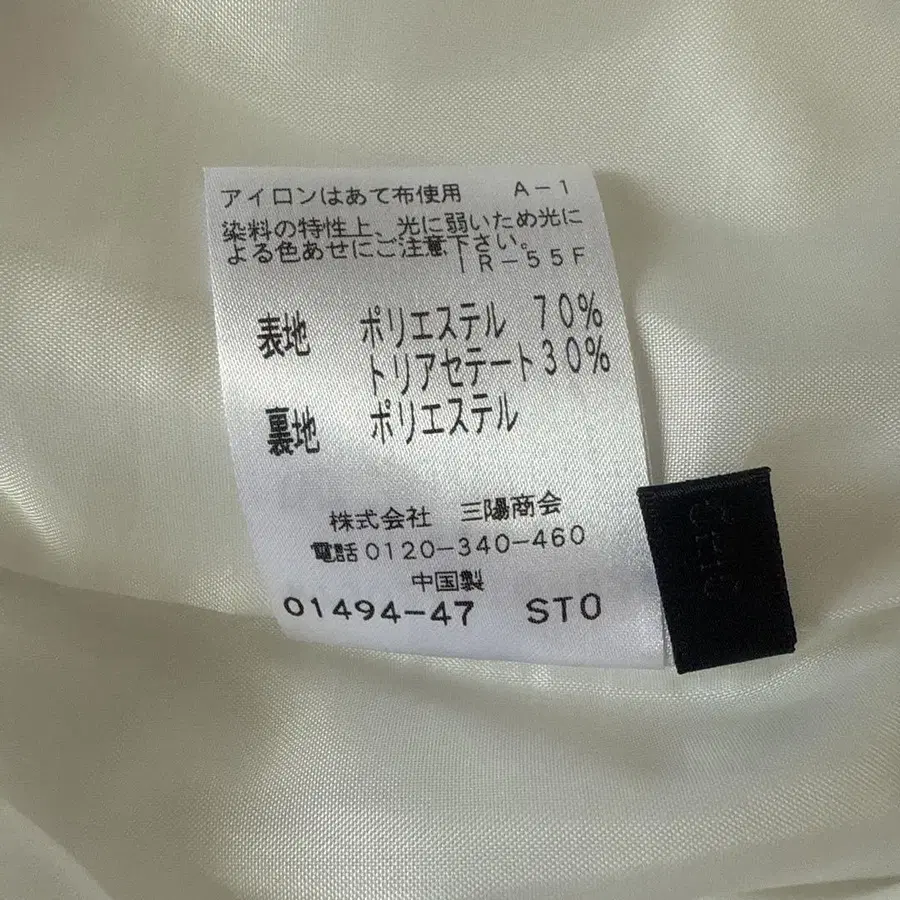 アイロンはあて布使用 A-1
染料の特性上、光に弱いため光に
よる色あせにご注意下さい。
R-55F
表地 ポリエステル 70%
トリアセテート30%
裏地 ポリエステル
株式会社 三陽商会
電話0120-340-460
中国製
01494-47 ST0